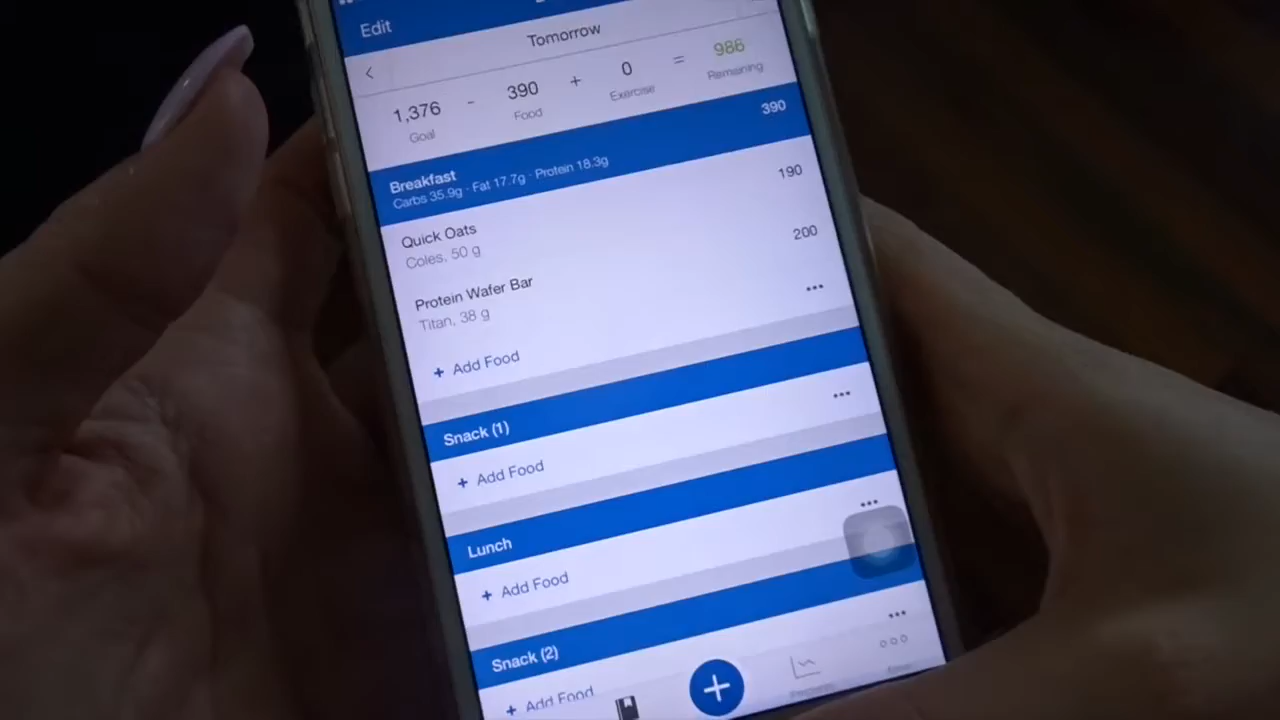 Edit
Tomorrow
1,376 - 390 + 0 = 986
Goal Food Exercise Remaining
Breakfast 390
Carbs 35.9g · Fat 17.7g · Protein 18.3g
Quick Oats 190
Coles, 50 g
Protein Wafer Bar 200
Titan, 38 g
+ Add Food
Snack (1)
+ Add Food
Lunch
+ Add Food
Snack (2)
+ Add Food